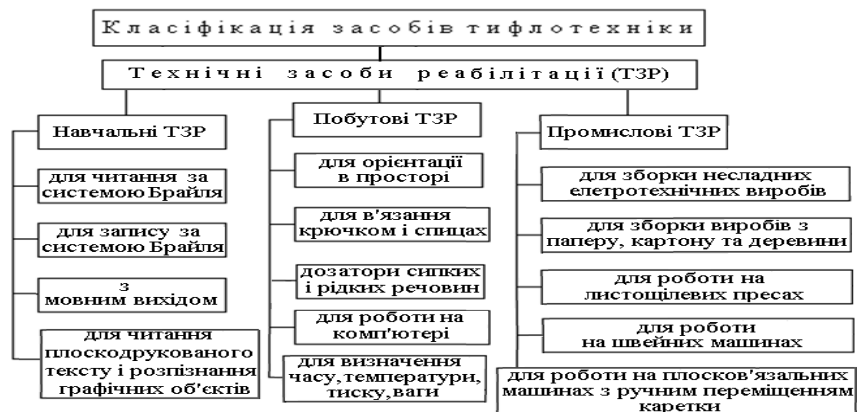 Класіфікація засобів тифлотехніки
Технічні засоби реабілітації (ТЗР)
Навчальні ТЗР
для читання за
системою Брайля
для запису за
системою Брайля
з
мовним вихідом
для читання
плоскодрукованого
тексту і розпізнання
графічних об'єктів
Побутові ТЗР
для орієнтації
в просторі
для в'язання
крючком і спицах
дозатори сипких
і рідких речовин
для роботи на
комп'ютері
для визначення
часу, температури,
тиску, ваги
Промислові ТЗР
для зборки несладних
елетротехнічних виробів
для зборки виробів з
паперу, картону та деревини
для роботи на
листощілевих пресах
для роботи
на швейних машинах
для роботи на плосков'язальних
машинах з ручним переміщенням
каретки